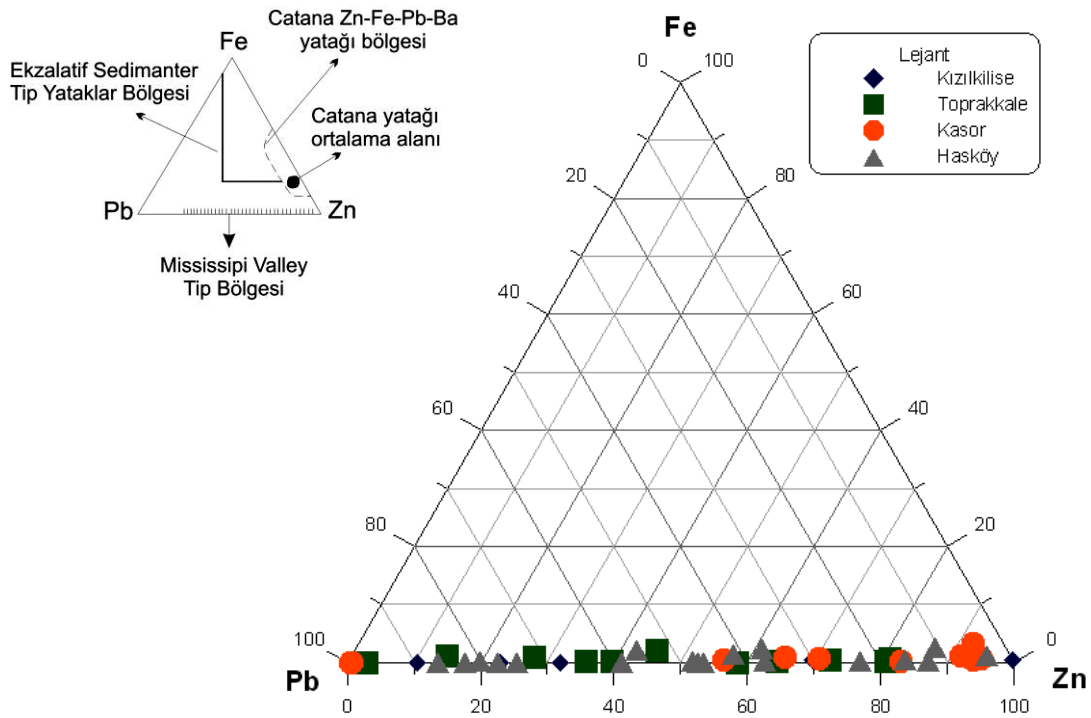 Catana Zn-Fe-Pb-Ba
yatağı bölgesi
Fe
Ekzalatif Sedimanter
Tip Yataklar Bölgesi
Catana yatağı
ortalama alanı
Pb
Zn
Mississipi Valley
Tip Bölgesi
Fe
0
100
Lejant
Kızılkilise
Toprakkale
Kasor
Hasköy
20
80
40
60
60
40
80
20
100
0
Pb
Zn
0
20
40
60
80
100